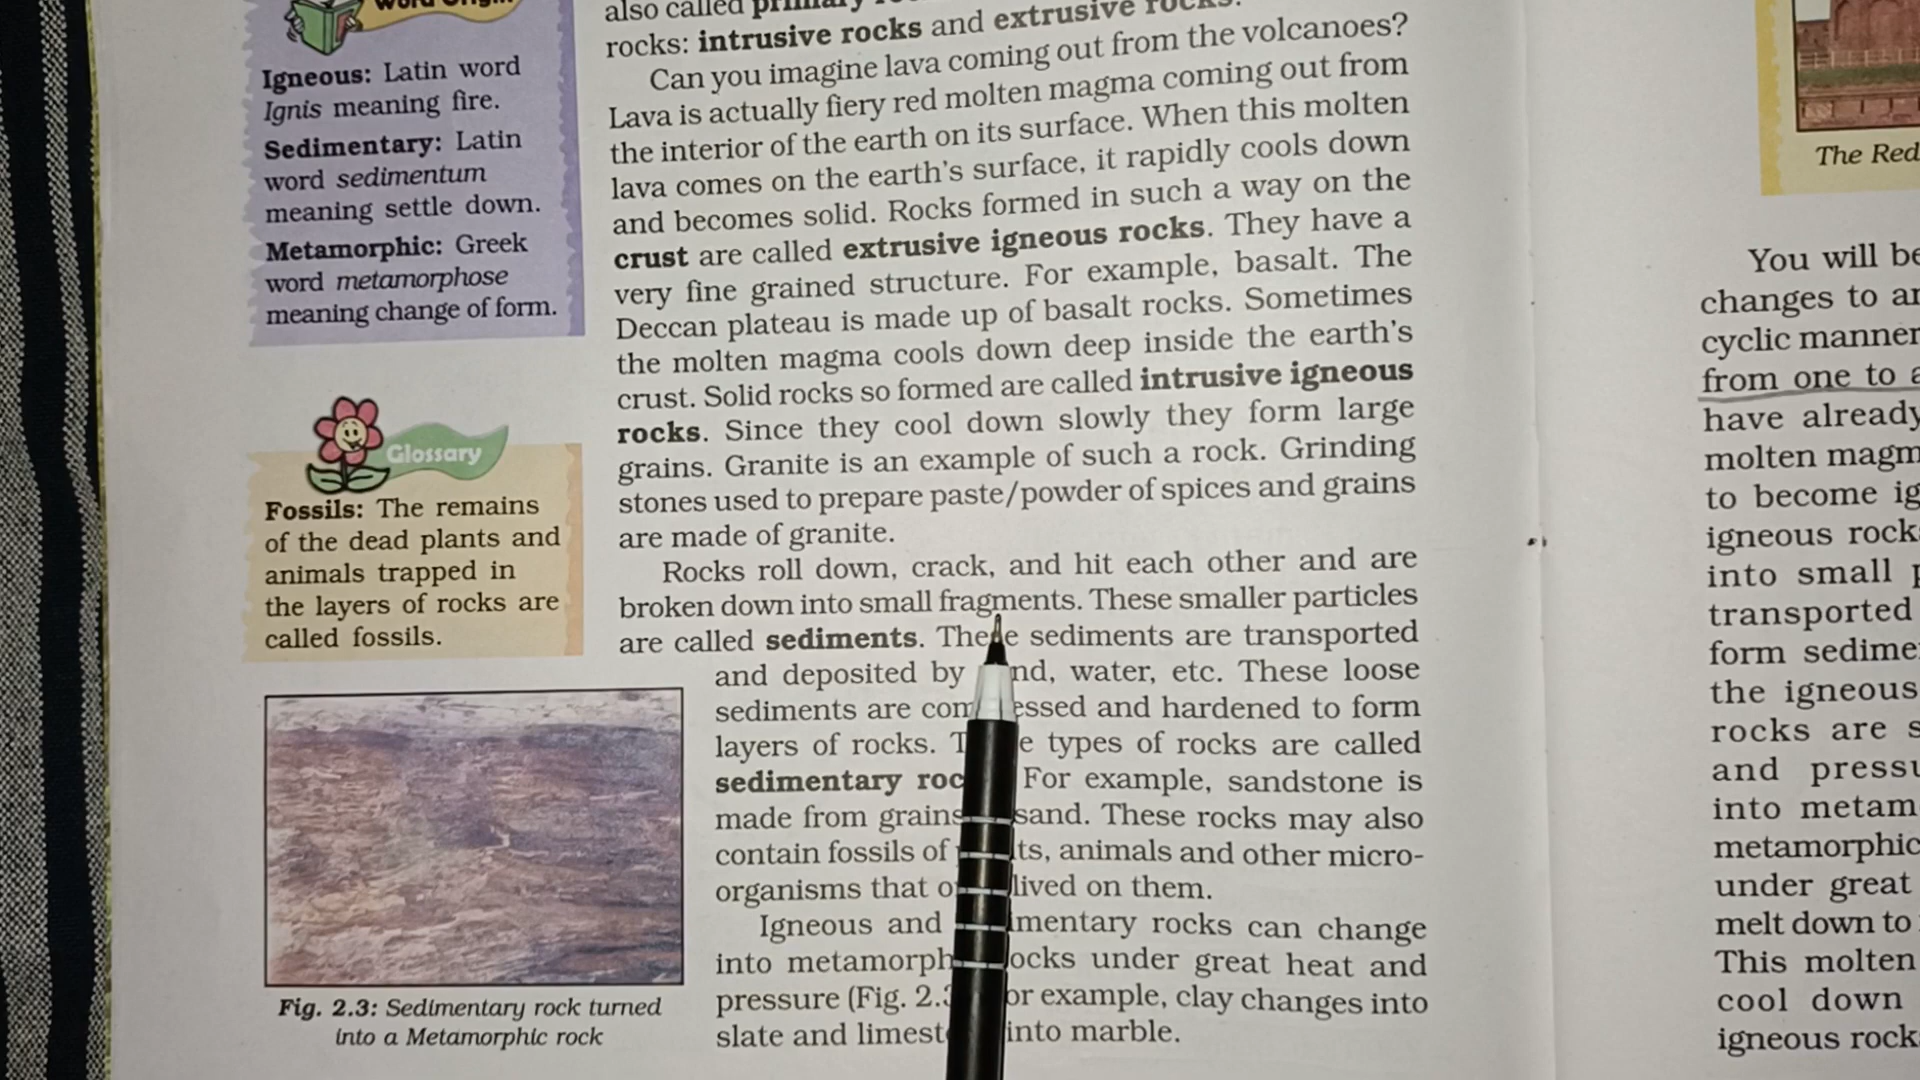 Word Origin
Igneous: Latin word
Ignis meaning fire.
Sedimentary: Latin
word sedimentum
meaning settle down.
Metamorphic: Greek
word metamorphose
meaning change of form.
Glossary
Fossils: The remains
of the dead plants and
animals trapped in
the layers of rocks are
called fossils.
Fig. 2.3: Sedimentary rock turned
into a Metamorphic rock
also called primary
rocks: intrusive rocks and extrusive rocks.
Can you imagine lava coming out from the volcanoes?
Lava is actually fiery red molten magma coming out from
the interior of the earth on its surface. When this molten
lava comes on the earth's surface, it rapidly cools down
and becomes solid. Rocks formed in such a way on the
crust are called extrusive igneous rocks. They have a
very fine grained structure. For example, basalt. The
Deccan plateau is made up of basalt rocks. Sometimes
the molten magma cools down deep inside the earth's
crust. Solid rocks so formed are called intrusive igneous
rocks. Since they cool down slowly they form large
grains. Granite is an example of such a rock. Grinding
stones used to prepare paste/powder of spices and grains
are made of granite.
Rocks roll down, crack, and hit each other and are
broken down into small fragments. These smaller particles
are called sediments. These sediments are transported
and deposited by nd, water, etc. These loose
sediments are com essed and hardened to form
layers of rocks. T e types of rocks are called
sedimentary roc For example, sandstone is
made from grains sand. These rocks may also
contain fossils of ts, animals and other micro-
organisms that o lived on them.
Igneous and imentary rocks can change
into metamorph ocks under great heat and
pressure (Fig. 2.3 or example, clay changes into
slate and limest into marble.
The Red
You will be
changes to an
cyclic manner
from one to a
have already
molten magm
to become ig
igneous rock
into small p
transported
form sedime
the igneous
rocks are s
and pressu
into metam
metamorphic
under great
melt down to
This molten
cool down
igneous rock